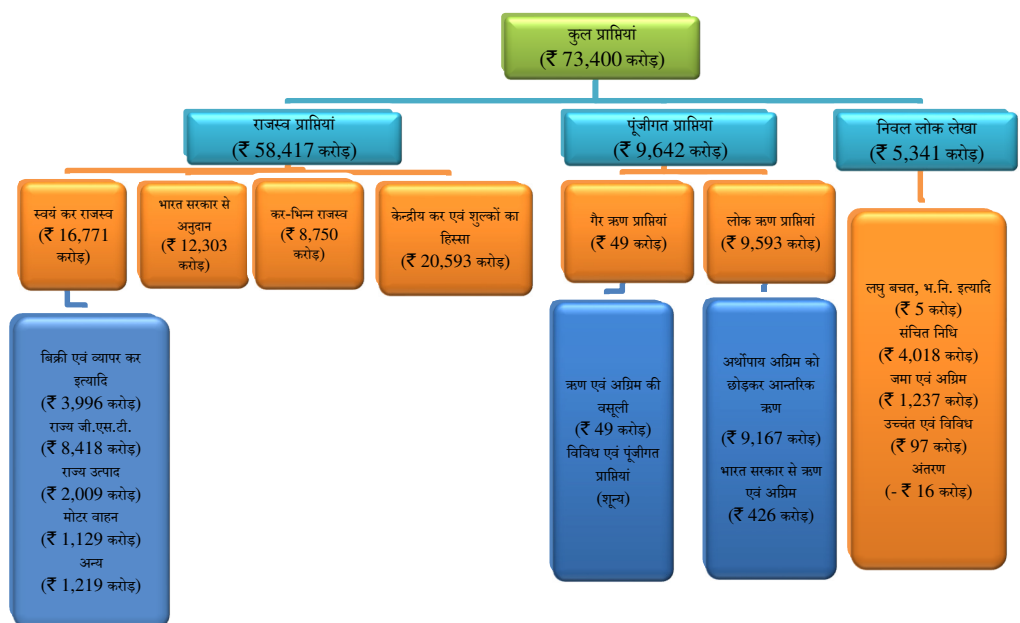 कुल प्राप्तियां
(₹ 73,400 करोड़)
राजस्व प्राप्तियां
(₹ 58,417 करोड़)
पूंजीगत प्राप्तियां
(₹ 9,642 करोड़)
निवल लोक लेखा
(₹ 5,341 करोड़)
स्वयं कर राजस्व
(₹ 16,771
करोड़)
भारत सरकार से
अनुदान
(₹ 12,303
करोड़)
कर-भिन्न राजस्व
(₹ 8,750
करोड़)
केन्द्रीय कर एवं शुल्कों का
हिस्सा
(₹ 20,593 करोड़)
गैर ऋण प्राप्तियां
(₹ 49 करोड़)
लोक ऋण प्राप्तियां
(₹ 9,593 करोड़)
बिक्री एवं व्यापर कर
इत्यादि
(₹ 3,996 करोड़)
राज्य जी.एस.टी.
(₹ 8,418 करोड़)
राज्य उत्पाद
(₹ 2,009 करोड़)
मोटर वाहन
(₹ 1,129 करोड़)
अन्य
(₹ 1,219 करोड़)
ऋण एवं अग्रिम की
वसूली
(₹ 49 करोड़)
विविध एवं पूंजीगत
प्राप्तियां
(शून्य)
अर्थोपाय अग्रिम को
छोड़कर आन्तरिक
ऋण
(₹ 9,167 करोड़)
भारत सरकार से ऋण
एवं अग्रिम
(₹ 426 करोड़)
लघु बचत, भ.नि. इत्यादि
(₹ 5 करोड़)
संचित निधि
(₹ 4,018 करोड़)
जमा एवं अग्रिम
(₹ 1,237 करोड़)
उच्चंत एवं विविध
(₹ 97 करोड़)
अंतरण
(- ₹ 16 करोड़)